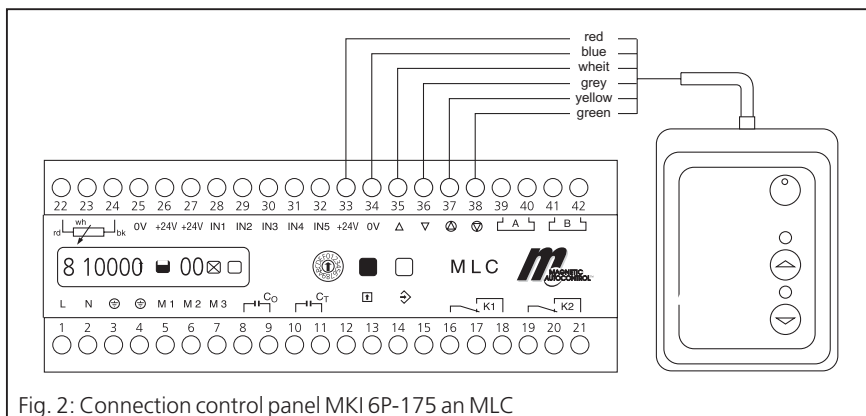 red
blue
wheit
grey
yellow
green
22 23 24 25 26 27 28 29 30 31 32 33 34 35 36 37 38 39 40 41 42
rd wh bk 0V +24V +24V IN1 IN2 IN3 IN4 IN5 +24V 0V A B
8 10000 00
MLC
MAGNETIC
AUTOCONTROL
L N M1 M2 M3 CO CT K1 K2
1 2 3 4 5 6 7 8 9 10 11 12 13 14 15 16 17 18 19 20 21
Fig. 2: Connection control panel MKI 6P-175 an MLC